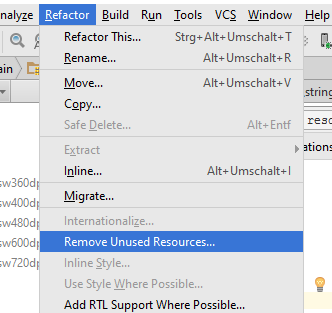 nalyze Refactor Build Run Tools VCS Window Help
Refactor This... Strg+Alt+Umschalt+T
Rename... Alt+Umschalt+R
ain
Move... Alt+Umschalt+V
string
Copy...
reso
Safe Delete... Alt+Entf
ations
Extract
Inline... Alt+Umschalt+I
sw360dp
Migrate...
sw400dp
sw480dp
Internationalize...
sw600dp
Remove Unused Resources...
sw720dp
Inline Style...
Use Style Where Possible...
Add RTL Support Where Possible...